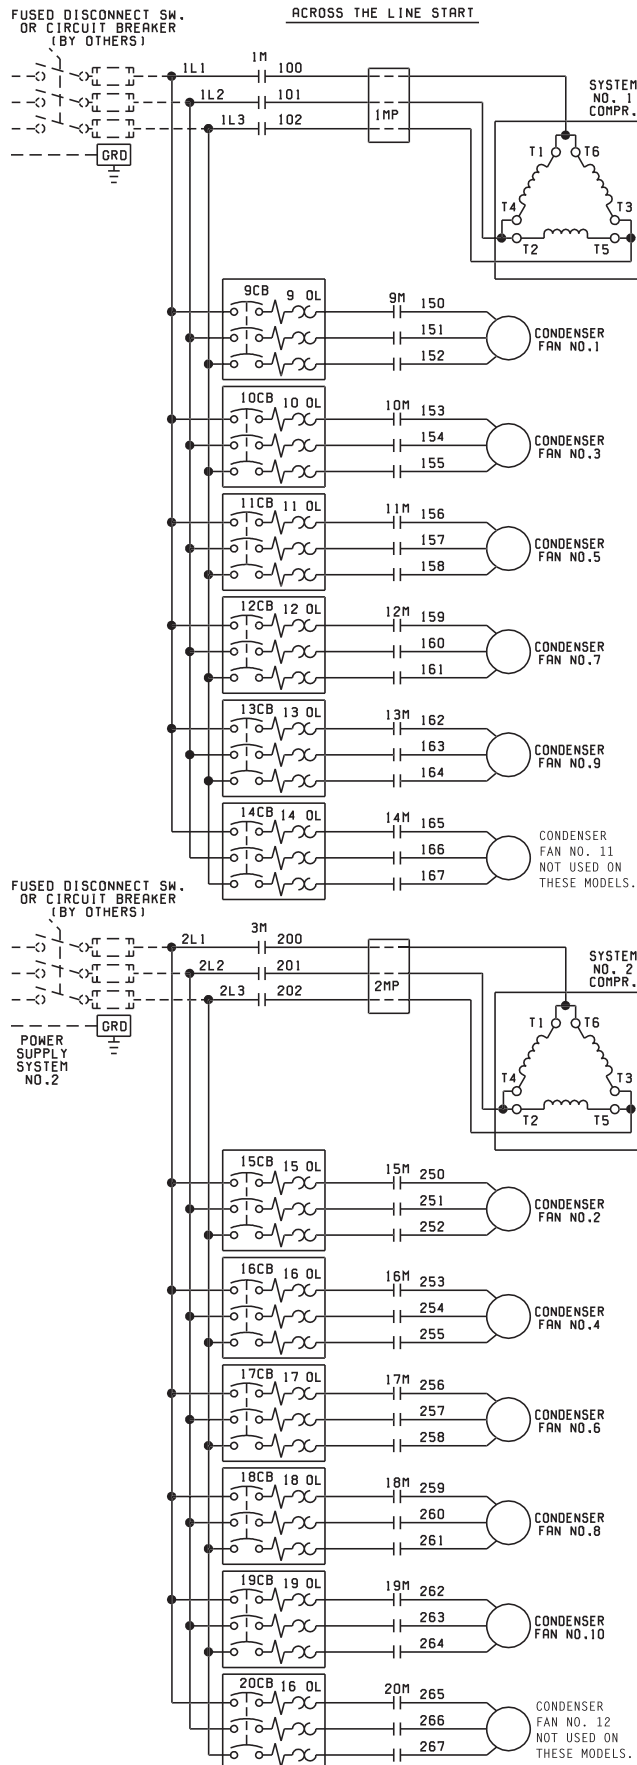 FUSED DISCONNECT SW.
OR CIRCUIT BREAKER
(BY OTHERS)
ACROSS THE LINE START
1L1
1M
100
1L2
101
1L3
102
1MP
GRD
SYSTEM
NO. 1
COMPR.
T1
T6
T4
T3
T2
T5
9CB
9 OL
9M
150
151
152
CONDENSER
FAN NO.1
10CB
10 OL
10M
153
154
155
CONDENSER
FAN NO.3
11CB
11 OL
11M
156
157
158
CONDENSER
FAN NO.5
12CB
12 OL
12M
159
160
161
CONDENSER
FAN NO.7
13CB
13 OL
13M
162
163
164
CONDENSER
FAN NO.9
14CB
14 OL
14M
165
166
167
CONDENSER
FAN NO. 11
NOT USED ON
THESE MODELS.
FUSED DISCONNECT SW.
OR CIRCUIT BREAKER
(BY OTHERS)
2L1
3M
200
2L2
201
2L3
202
2MP
GRD
POWER
SUPPLY
SYSTEM
NO.2
SYSTEM
NO. 2
COMPR.
T1
T6
T4
T3
T2
T5
15CB
15 OL
15M
250
251
252
CONDENSER
FAN NO.2
16CB
16 OL
16M
253
254
255
CONDENSER
FAN NO.4
17CB
17 OL
17M
256
257
258
CONDENSER
FAN NO.6
18CB
18 OL
18M
259
260
261
CONDENSER
FAN NO.8
19CB
19 OL
19M
262
263
264
CONDENSER
FAN NO.10
20CB
16 OL
20M
265
266
267
CONDENSER
FAN NO. 12
NOT USED ON
THESE MODELS.